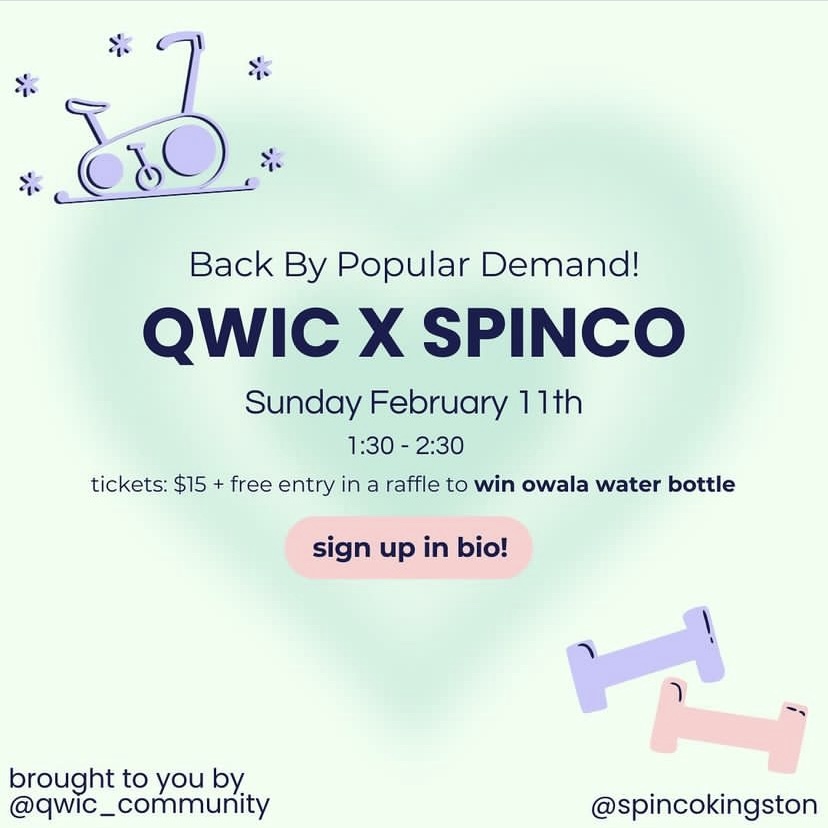 Back By Popular Demand!
QWIC X SPINCO
Sunday February 11th
1:30 - 2:30
tickets: $15 + free entry in a raffle to win owala water bottle
sign up in bio!
brought to you by
@qwic_community
@spincokingston